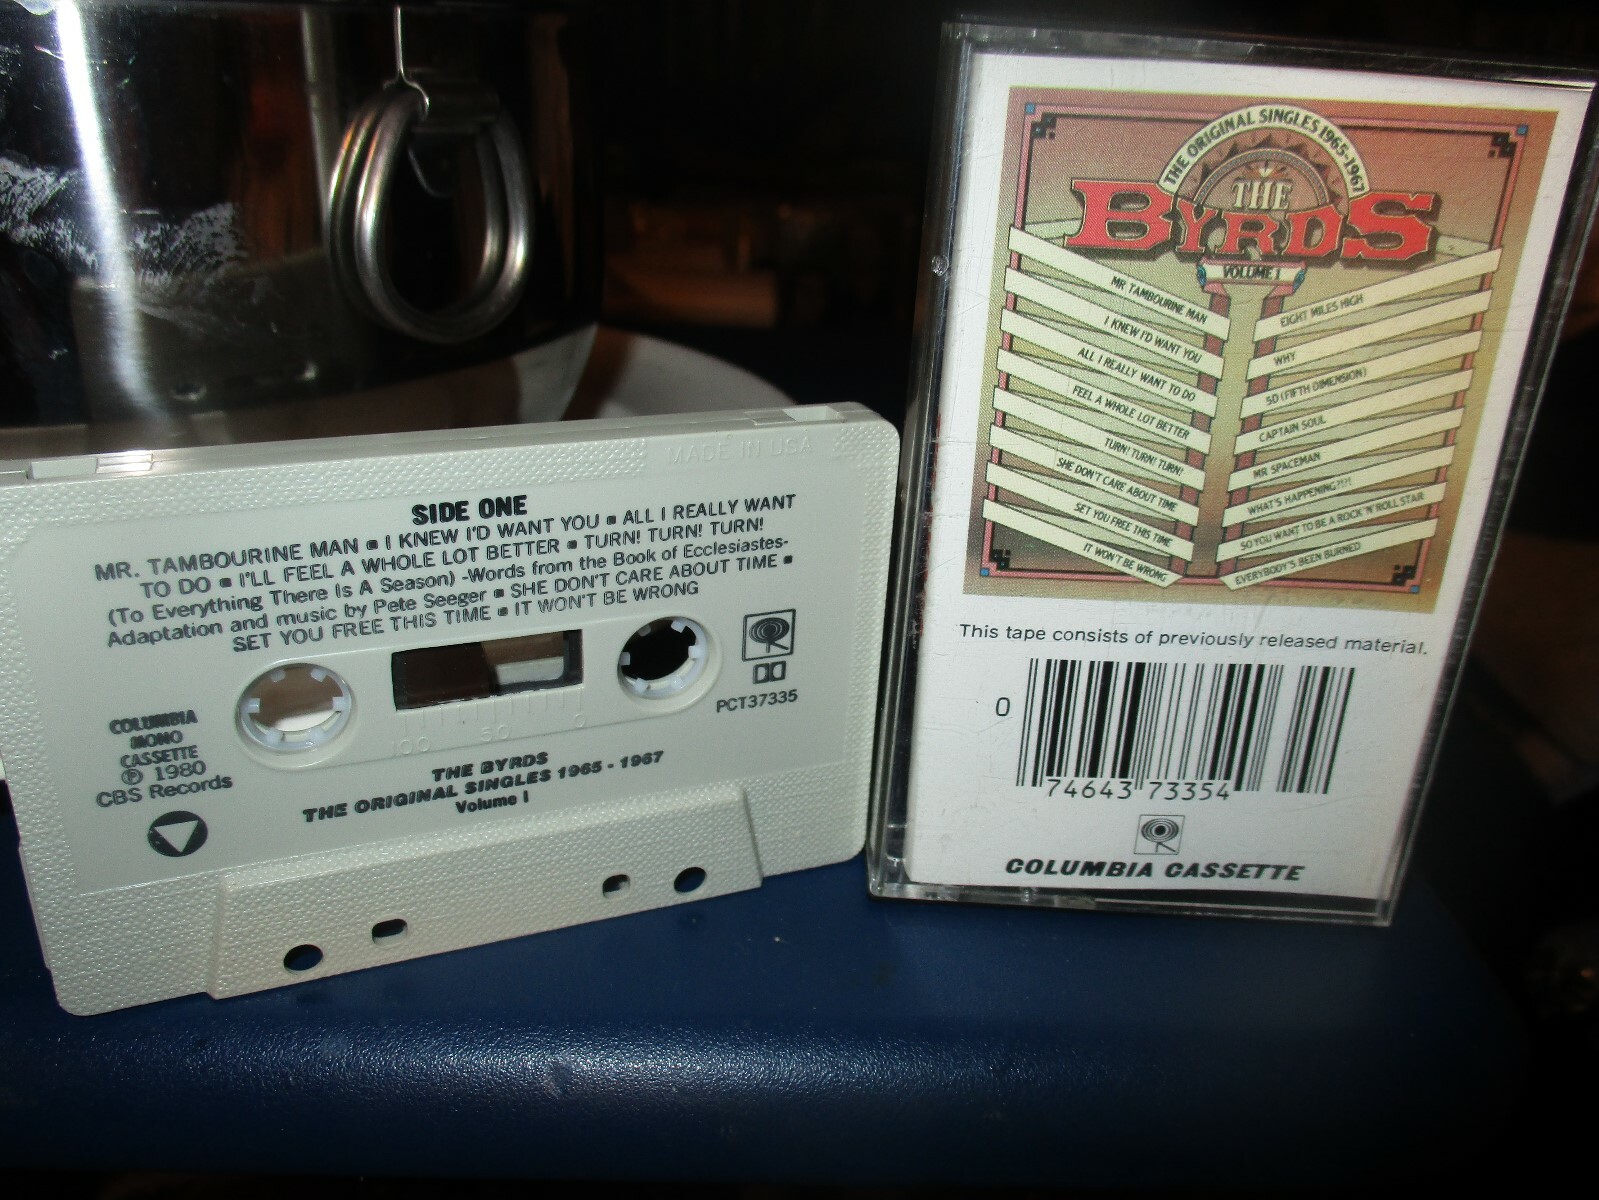 MADE IN USA
SIDE ONE
MR. TAMBOURINE MAN ■ I KNEW I'D WANT YOU ■ ALL I REALLY WANT
TO DO ■ I'LL FEEL A WHOLE LOT BETTER ■ TURN! TURN! TURN!
(To Everything There Is A Season) -Words from the Book of Ecclesiastes-
Adaptation and music by Pete Seeger ■ SHE DON'T CARE ABOUT TIME ■
SET YOU FREE THIS TIME ■ IT WON'T BE WRONG
PCT37335
COLUMBIA
MONO
CASSETTE
℗ 1980
CBS Records
100 50 0
THE BYRDS
THE ORIGINAL SINGLES 1965 - 1967
Volume I
THE ORIGINAL SINGLES 1965-1967
THE
BYRDS
VOLUME 1
MR TAMBOURINE MAN
I KNEW I'D WANT YOU
ALL I REALLY WANT TO DO
FEEL A WHOLE LOT BETTER
TURN! TURN! TURN!
SHE DON'T CARE ABOUT TIME
SET YOU FREE THIS TIME
IT WON'T BE WRONG
EIGHT MILES HIGH
WHY
5D (FIFTH DIMENSION)
CAPTAIN SOUL
MR SPACEMAN
WHAT'S HAPPENING?!?!
SO YOU WANT TO BE A ROCK 'N' ROLL STAR
EVERYBODY'S BEEN BURNED
This tape consists of previously released material.
0 74643 73354
COLUMBIA CASSETTE